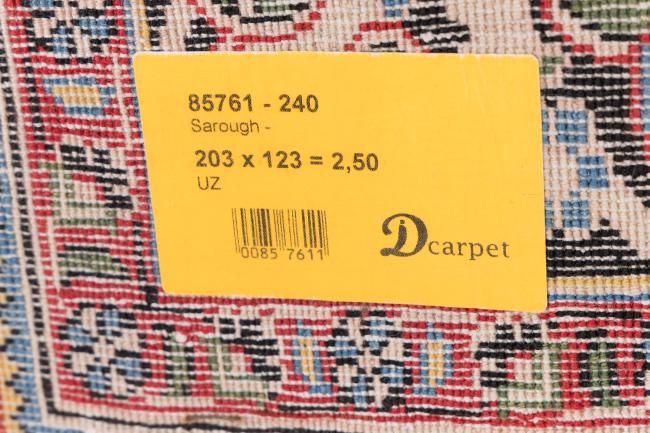 85761 - 240
Sarough -
203 x 123 = 2,50
UZ
0085 7611
Dcarpet